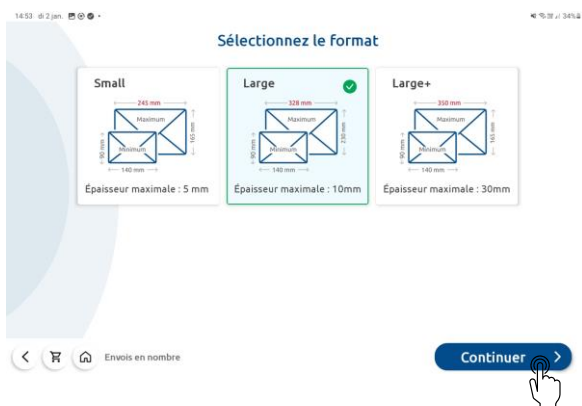 14:53 di 2 jan.
34%
Sélectionnez le format
Small
245 mm
Maximum
165 mm
90 mm
Minimum
140 mm
Épaisseur maximale : 5 mm
Large
328 mm
Maximum
230 mm
90 mm
Minimum
140 mm
Épaisseur maximale : 10mm
Large+
350 mm
Maximum
165 mm
90 mm
Minimum
140 mm
Épaisseur maximale : 30mm
Envois en nombre
Continuer